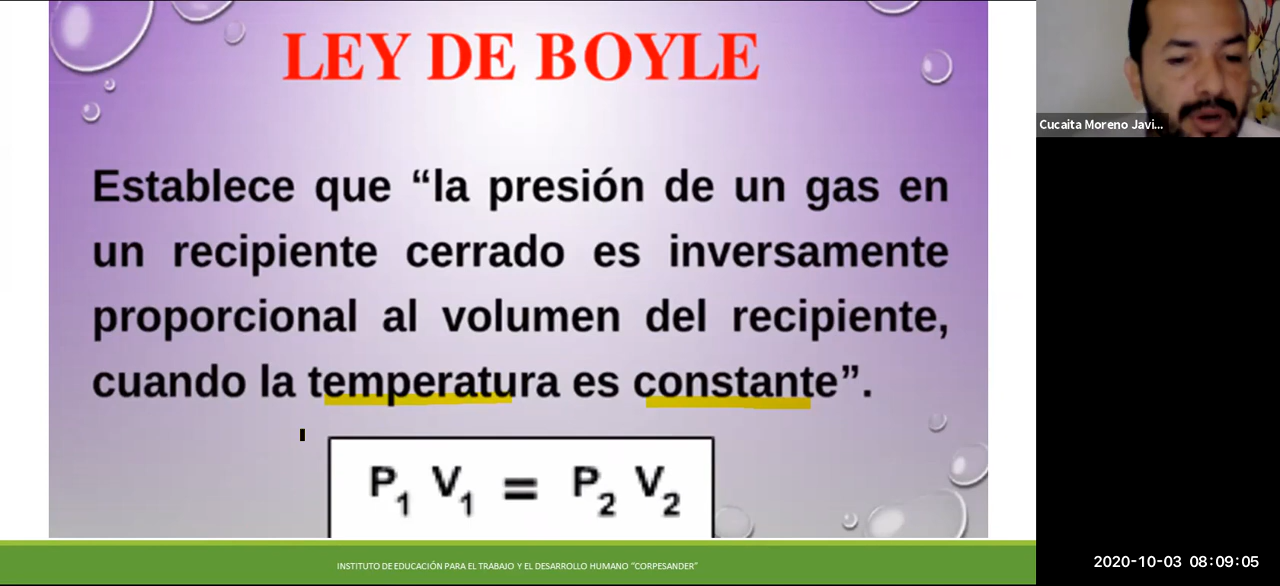 LEY DE BOYLE
Establece que “la presión de un gas en
un recipiente cerrado es inversamente
proporcional al volumen del recipiente,
cuando la temperatura es constante”.
P₁ V₁ = P₂ V₂
INSTITUTO DE EDUCACIÓN PARA EL TRABAJO Y EL DESARROLLO HUMANO “CORPESANDER”
Cucaita Moreno Javi...
2020-10-03 08:09:05